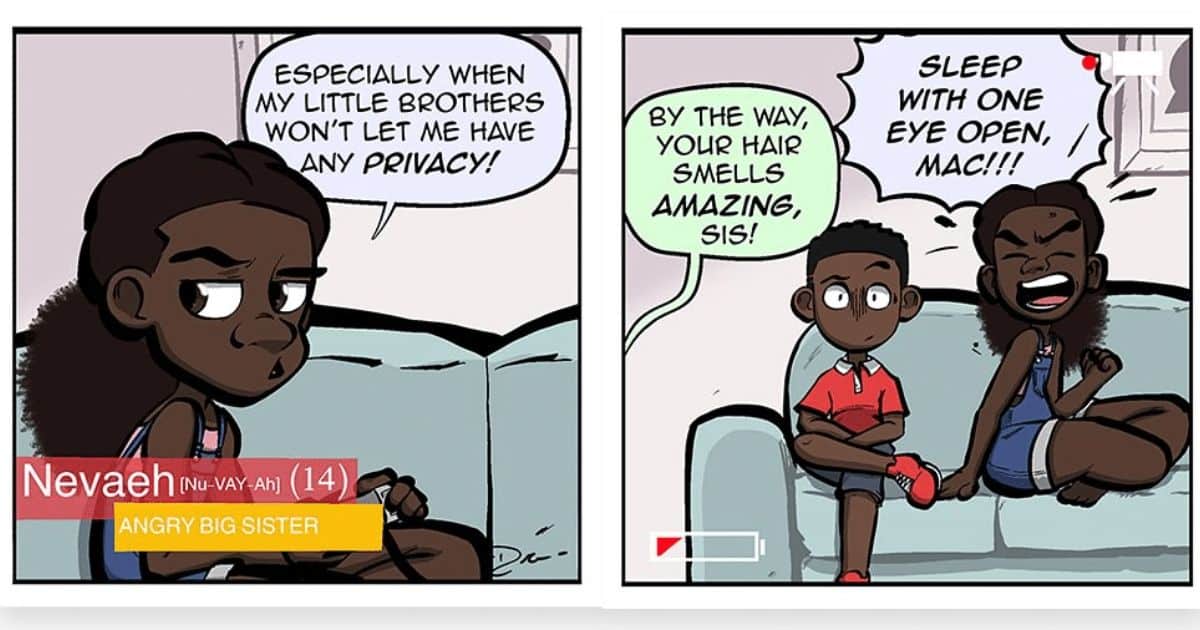 ESPECIALLY WHEN
MY LITTLE BROTHERS
WON'T LET ME HAVE
ANY PRIVACY!
Nevaeh [Nu-VAY-Ah] (14)
ANGRY BIG SISTER
BY THE WAY,
YOUR HAIR
SMELLS
AMAZING,
SIS!
SLEEP
WITH ONE
EYE OPEN,
MAC!!!